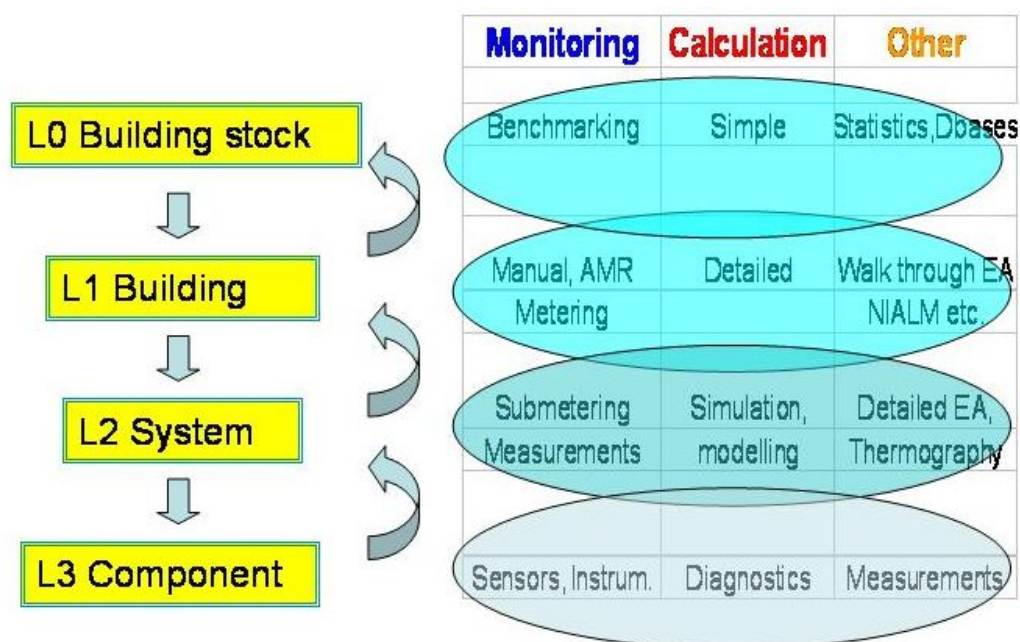 Monitoring Calculation Other
L0 Building stock
Benchmarking Simple Statistics,Dbases
L1 Building
Manual, AMR Detailed Walk through EA
Metering NIALM etc.
L2 System
Submetering Simulation, Detailed EA,
Measurements modelling Thermography
L3 Component
Sensors, Instrum. Diagnostics Measurements